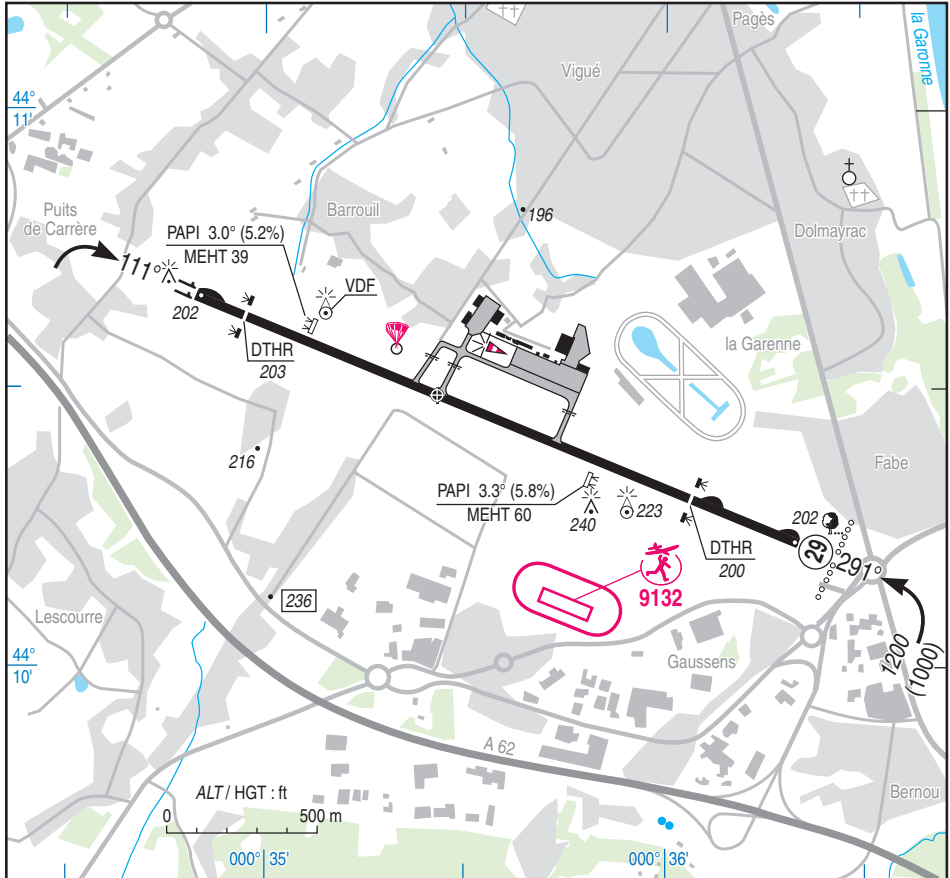 Pagès
la Garonne
Vigué
44°
11'
Puits
de Carrère
Barrouil
196
Dolmayrac
PAPI 3.0° (5.2%)
MEHT 39
111°
VDF
202
DTHR
203
la Garenne
216
Fabe
PAPI 3.3° (5.8%)
MEHT 60
240
223
202
DTHR
200
29
291°
9132
236
Lescourre
44°
10'
Gaussens
1200
(1000)
A 62
ALT / HGT : ft
0 500 m
Bernou
000° 35'
000° 36'